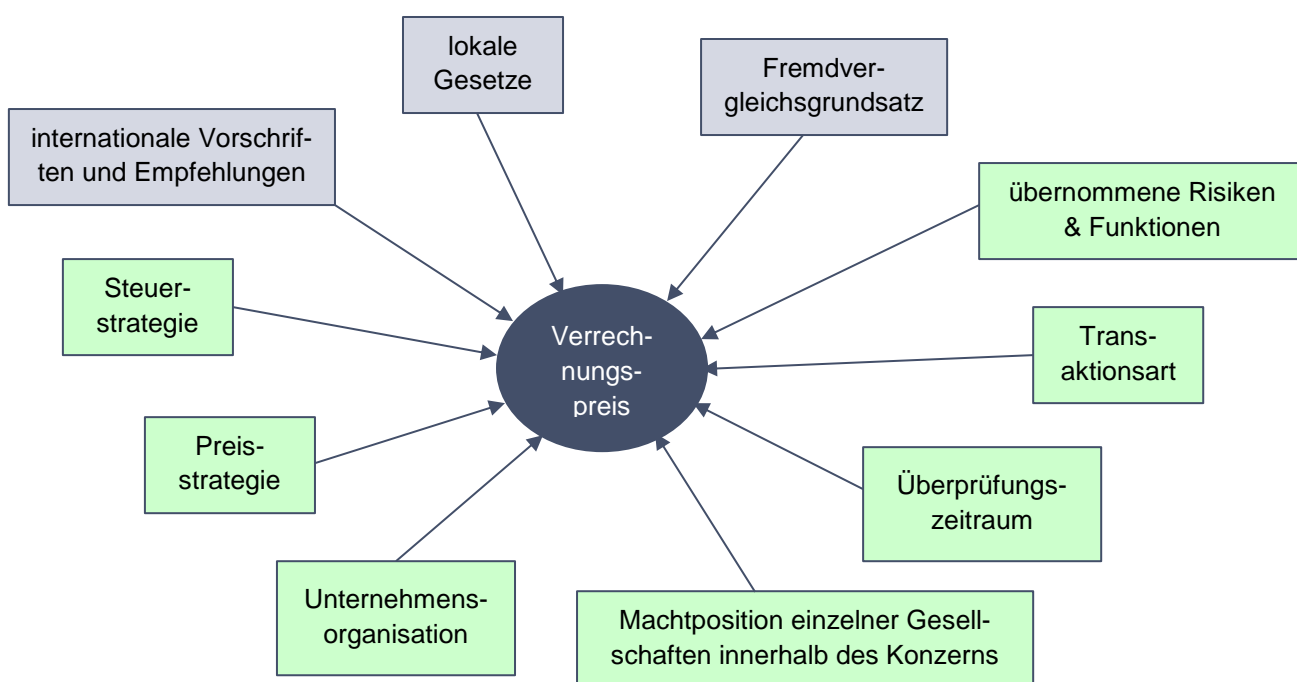 lokale
Gesetze
Fremdver-
gleichsgrundsatz
internationale Vorschrif-
ten und Empfehlungen
übernommene Risiken
& Funktionen
Steuer-
strategie
Verrech-
nungs-
preis
Trans-
aktionsart
Preis-
strategie
Überprüfungs-
zeitraum
Unternehmens-
organisation
Machtposition einzelner Gesell-
schaften innerhalb des Konzerns